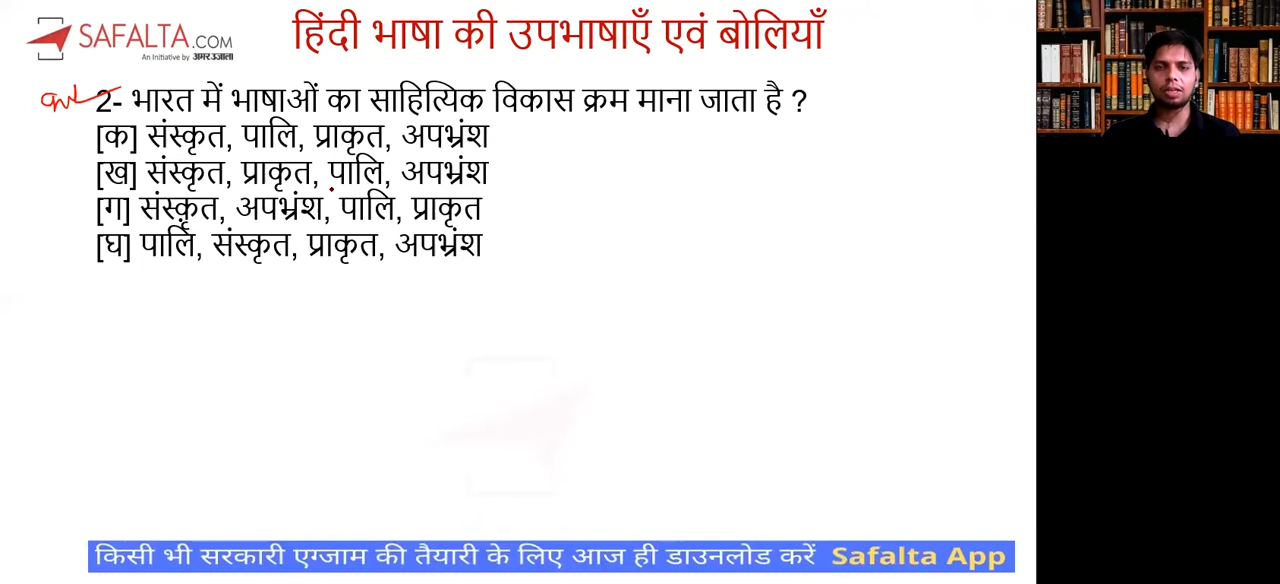 SAFALTA.COM
An Initiative by अमर उजाला
हिंदी भाषा की उपभाषाएँ एवं बोलियाँ
2- भारत में भाषाओं का साहित्यिक विकास क्रम माना जाता है ?
[क] संस्कृत, पालि, प्राकृत, अपभ्रंश
[ख] संस्कृत, प्राकृत, पालि, अपभ्रंश
[ग] संस्कृत, अपभ्रंश, पालि, प्राकृत
[घ] पालि, संस्कृत, प्राकृत, अपभ्रंश
किसी भी सरकारी एग्जाम की तैयारी के लिए आज ही डाउनलोड करें Safalta App